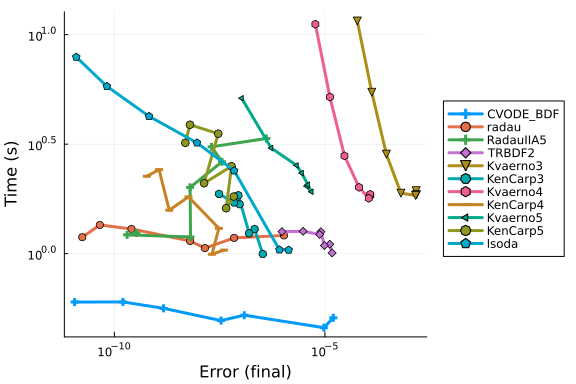 10^1.0
10^0.5
10^0.0
Time (s)
10^-10
10^-5
Error (final)
CVODE_BDF
radau
RadauIIA5
TRBDF2
Kvaerno3
KenCarp3
Kvaerno4
KenCarp4
Kvaerno5
KenCarp5
lsoda